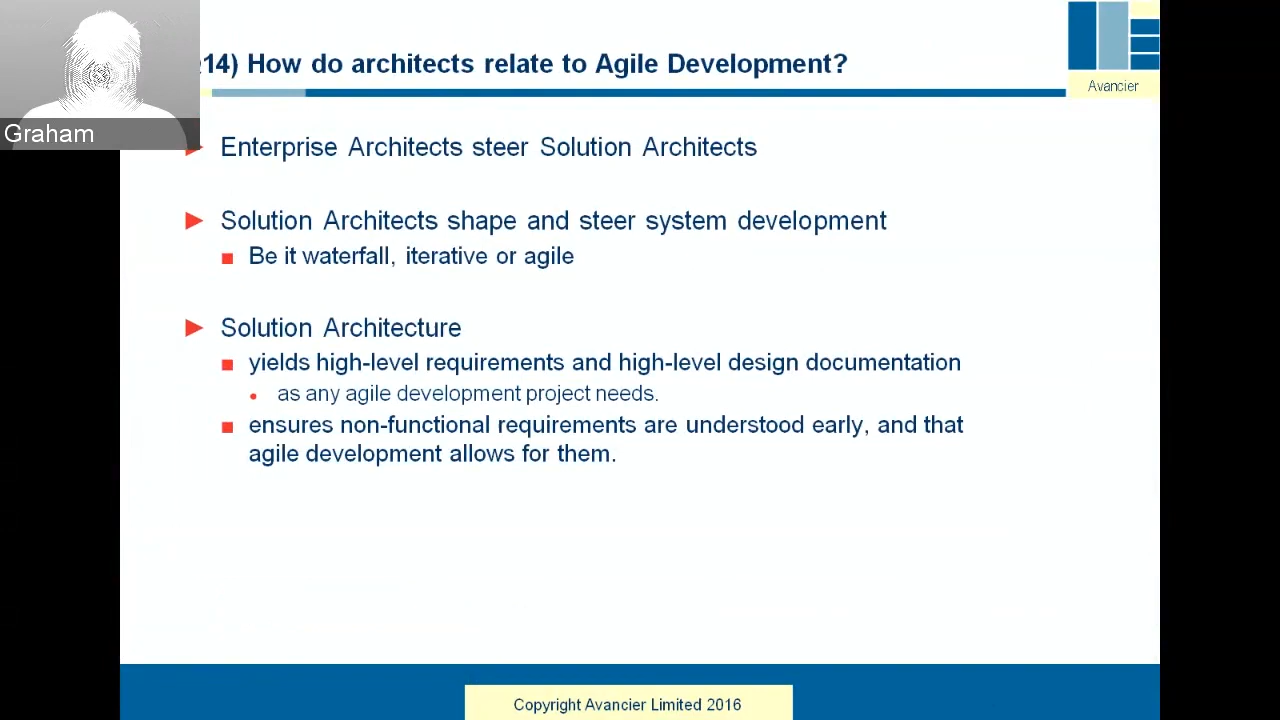 14) How do architects relate to Agile Development?
Avancier
Graham
Enterprise Architects steer Solution Architects
Solution Architects shape and steer system development
Be it waterfall, iterative or agile
Solution Architecture
yields high-level requirements and high-level design documentation
as any agile development project needs.
ensures non-functional requirements are understood early, and that
agile development allows for them.
Copyright Avancier Limited 2016